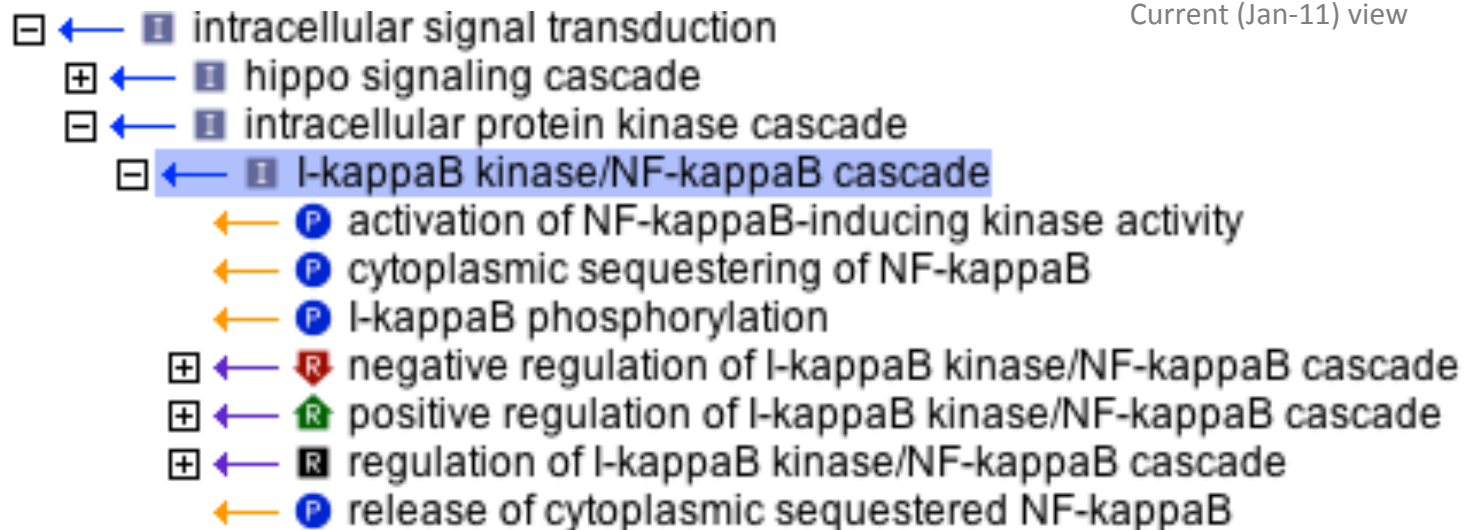 Current (Jan-11) view
I intracellular signal transduction
I hippo signaling cascade
I intracellular protein kinase cascade
I I-kappaB kinase/NF-kappaB cascade
P activation of NF-kappaB-inducing kinase activity
P cytoplasmic sequestering of NF-kappaB
P I-kappaB phosphorylation
R negative regulation of I-kappaB kinase/NF-kappaB cascade
R positive regulation of I-kappaB kinase/NF-kappaB cascade
R regulation of I-kappaB kinase/NF-kappaB cascade
P release of cytoplasmic sequestered NF-kappaB